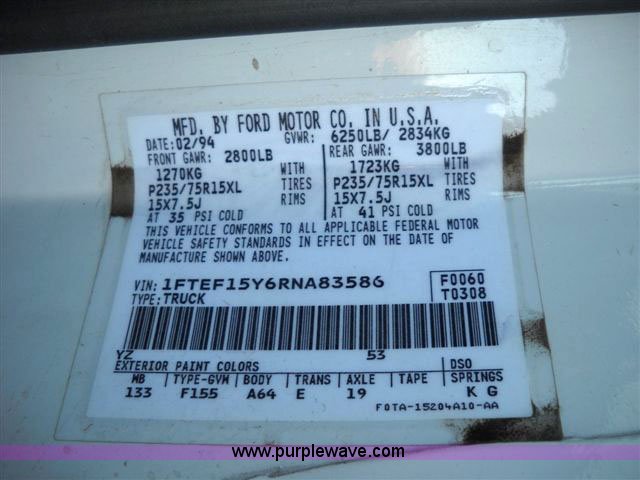 MFD. BY FORD MOTOR CO. IN U.S.A.
DATE: 02/94 GVWR: 6250LB/ 2834KG
FRONT GAWR: 2800LB REAR GAWR: 3800LB
1270KG WITH 1723KG WITH
P235/75R15XL TIRES P235/75R15XL TIRES
15X7.5J RIMS 15X7.5J RIMS
AT 35 PSI COLD AT 41 PSI COLD
THIS VEHICLE CONFORMS TO ALL APPLICABLE FEDERAL MOTOR
VEHICLE SAFETY STANDARDS IN EFFECT ON THE DATE OF
MANUFACTURE SHOWN ABOVE.
VIN: 1FTEF15Y6RNA83586 F0060
TYPE: TRUCK T0308
YZ 53
EXTERIOR PAINT COLORS DSO
WB TYPE-GVM BODY TRANS AXLE TAPE SPRINGS
133 F155 A64 E 19 K G
F0TA-15204A10-AA
www.purplewave.com